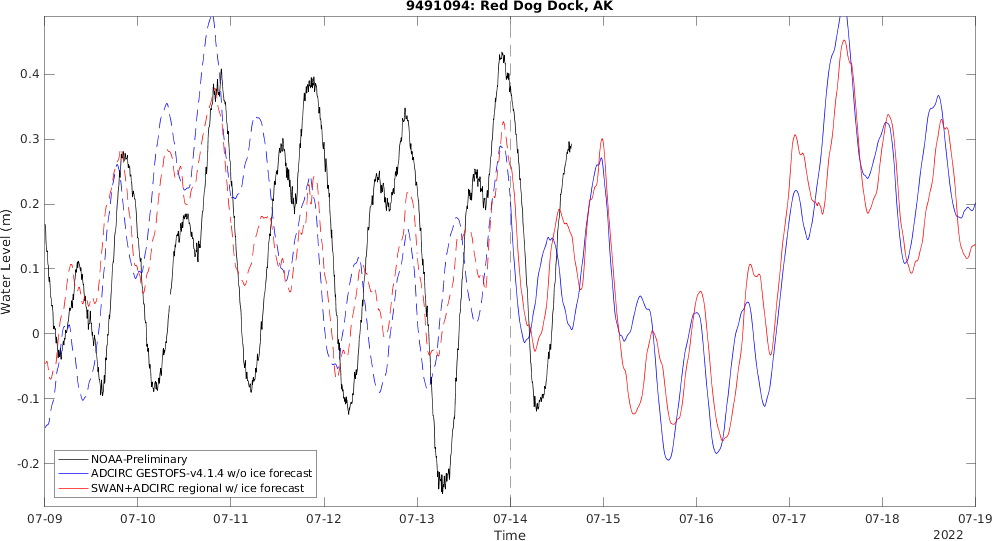 9491094: Red Dog Dock, AK
Water Level (m)
0.4
0.3
0.2
0.1
0
-0.1
-0.2
NOAA-Preliminary
ADCIRC GESTOFS-v4.1.4 w/o ice forecast
SWAN+ADCIRC regional w/ ice forecast
07-09 07-10 07-11 07-12 07-13 07-14 07-15 07-16 07-17 07-18 07-19
Time
2022